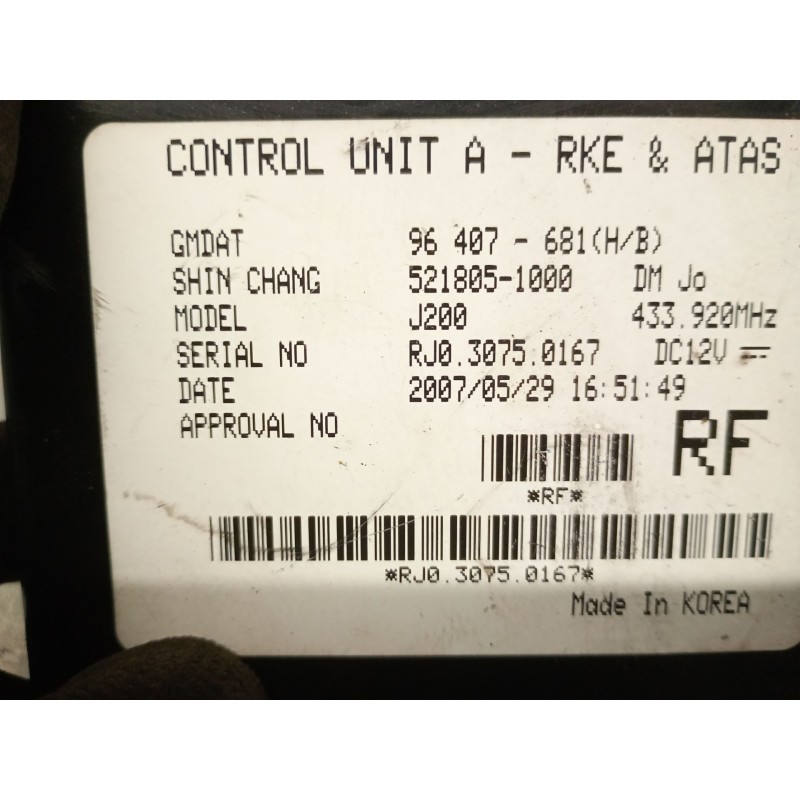 CONTROL UNIT A - RKE & ATAS
GMDAT 96 407 - 681(H/B)
SHIN CHANG 521805-1000 DM Jo
MODEL J200 433.920MHz
SERIAL NO RJ0.3075.0167 DC12V
DATE 2007/05/29 16:51:49
APPROVAL NO
RF
*RF*
*RJ0.3075.0167*
Made In KOREA